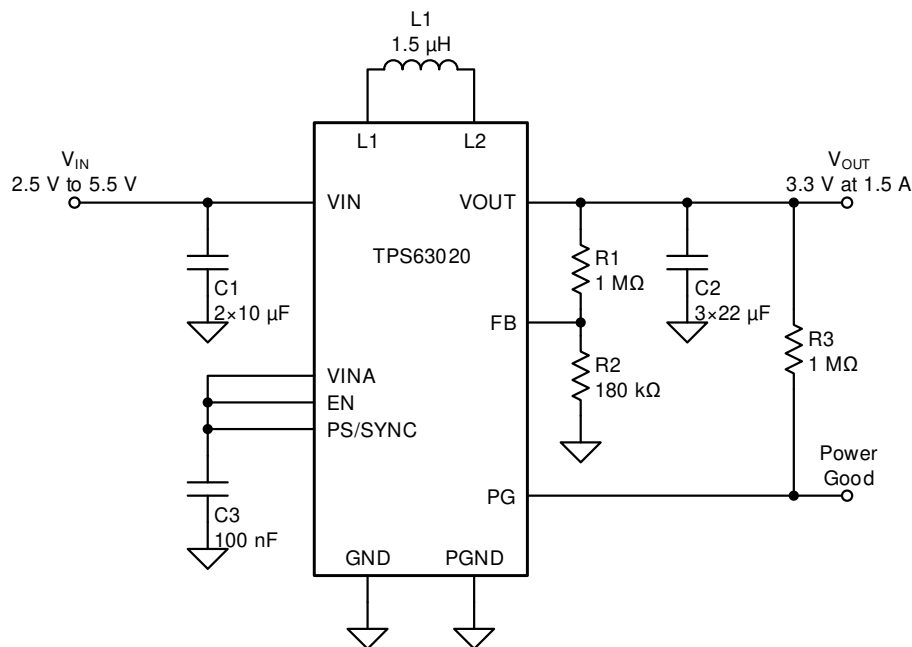 L1
1.5 µH
L1
L2
VIN
2.5 V to 5.5 V
VOUT
3.3 V at 1.5 A
VIN
VOUT
TPS63020
C1
2×10 µF
R1
1 MΩ
C2
3×22 µF
FB
R3
1 MΩ
R2
180 kΩ
VINA
EN
PS/SYNC
Power
Good
PG
C3
100 nF
GND
PGND